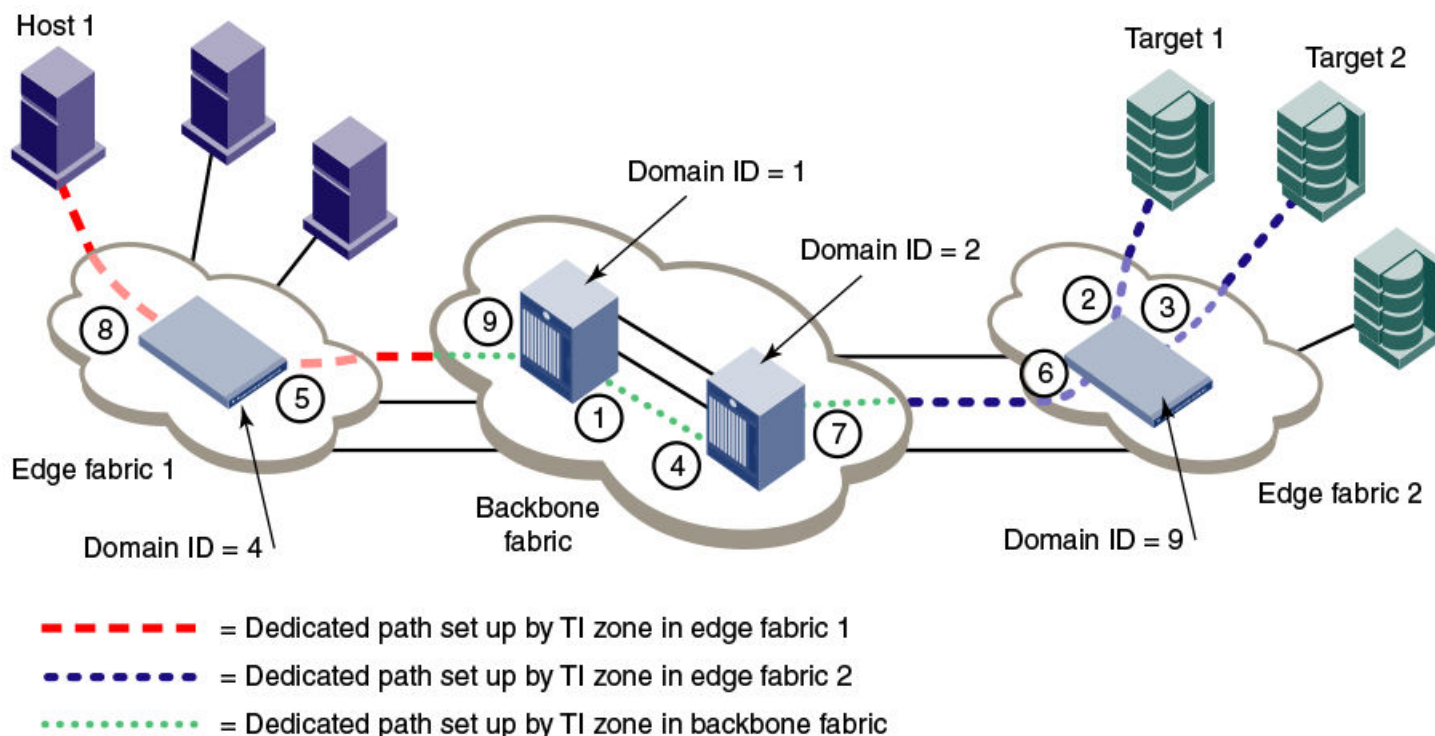 Host 1
Target 1
Target 2
Domain ID = 1
Domain ID = 2
8
9
2
3
5
1
4
7
6
Edge fabric 1
Backbone
fabric
Edge fabric 2
Domain ID = 4
Domain ID = 9
= Dedicated path set up by TI zone in edge fabric 1
= Dedicated path set up by TI zone in edge fabric 2
= Dedicated path set up by TI zone in backbone fabric